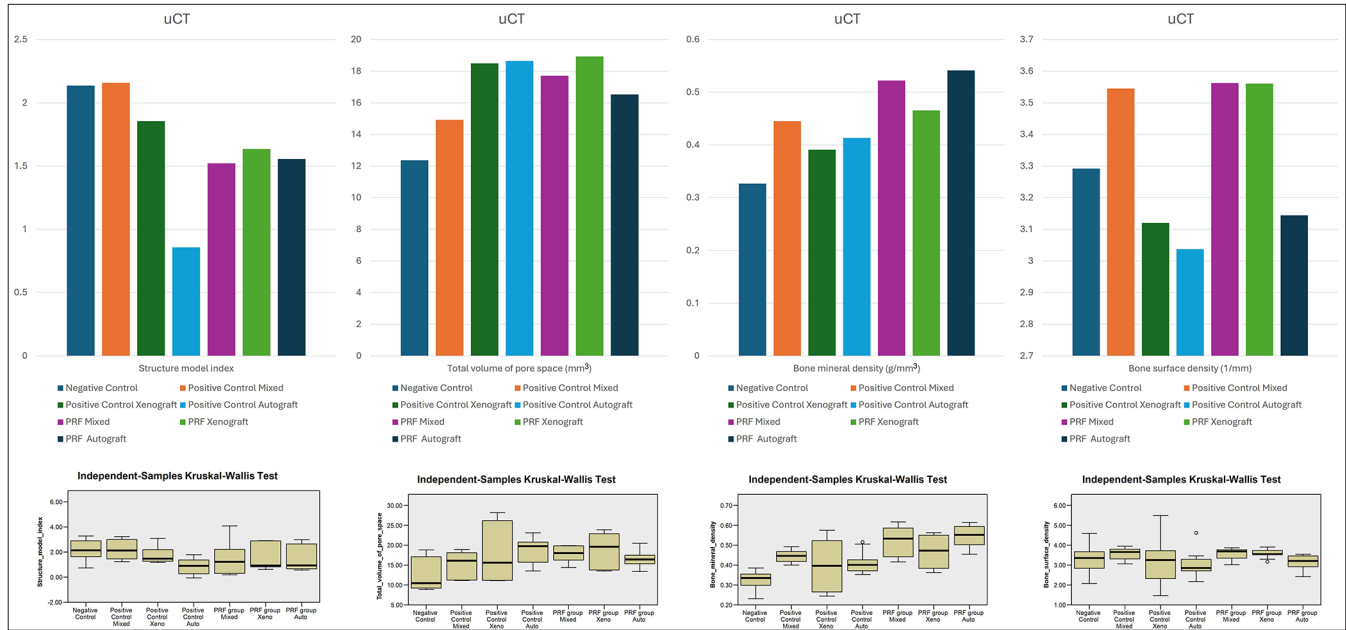 uCT
2.5
2
1.5
1
0.5
0
Structure model index
Negative Control
Positive Control Mixed
Positive Control Xenograft
Positive Control Autograft
PRF Mixed
PRF Xenograft
PRF Autograft
uCT
20
18
16
14
12
10
8
6
4
2
0
Total volume of pore space (mm³)
Negative Control
Positive Control Mixed
Positive Control Xenograft
Positive Control Autograft
PRF Mixed
PRF Xenograft
PRF Autograft
uCT
0.6
0.5
0.4
0.3
0.2
0.1
0
Bone mineral density (g/mm³)
Negative Control
Positive Control Mixed
Positive Control Xenograft
Positive Control Autograft
PRF Mixed
PRF Xenograft
PRF Autograft
uCT
3.7
3.6
3.5
3.4
3.3
3.2
3.1
3
2.9
2.8
2.7
Bone surface density (1/mm)
Negative Control
Positive Control Mixed
Positive Control Xenograft
Positive Control Autograft
PRF Mixed
PRF Xenograft
PRF Autograft
Independent-Samples Kruskal-Wallis Test
Structure_model_index
6.00
4.00
2.00
0.00
-2.00
Negative
Control
Positive
Control
Mixed
Positive
Control
Xeno
Positive
Control
Auto
PRF group
Mixed
PRF group
Xeno
PRF group
Auto
Independent-Samples Kruskal-Wallis Test
Total_volume_of_pore_space
30.00
25.00
20.00
15.00
10.00
5.00
Negative
Control
Positive
Control
Mixed
Positive
Control
Xeno
Positive
Control
Auto
PRF group
Mixed
PRF group
Xeno
PRF group
Auto
Independent-Samples Kruskal-Wallis Test
Bone_mineral_density
0.70
0.60
0.50
0.40
0.30
0.20
Negative
Control
Positive
Control
Mixed
Positive
Control
Xeno
Positive
Control
Auto
PRF group
Mixed
PRF group
Xeno
PRF group
Auto
Independent-Samples Kruskal-Wallis Test
Bone_surface_density
6.00
5.00
4.00
3.00
2.00
1.00
Negative
Control
Positive
Control
Mixed
Positive
Control
Xeno
Positive
Control
Auto
PRF group
Mixed
PRF group
Xeno
PRF group
Auto